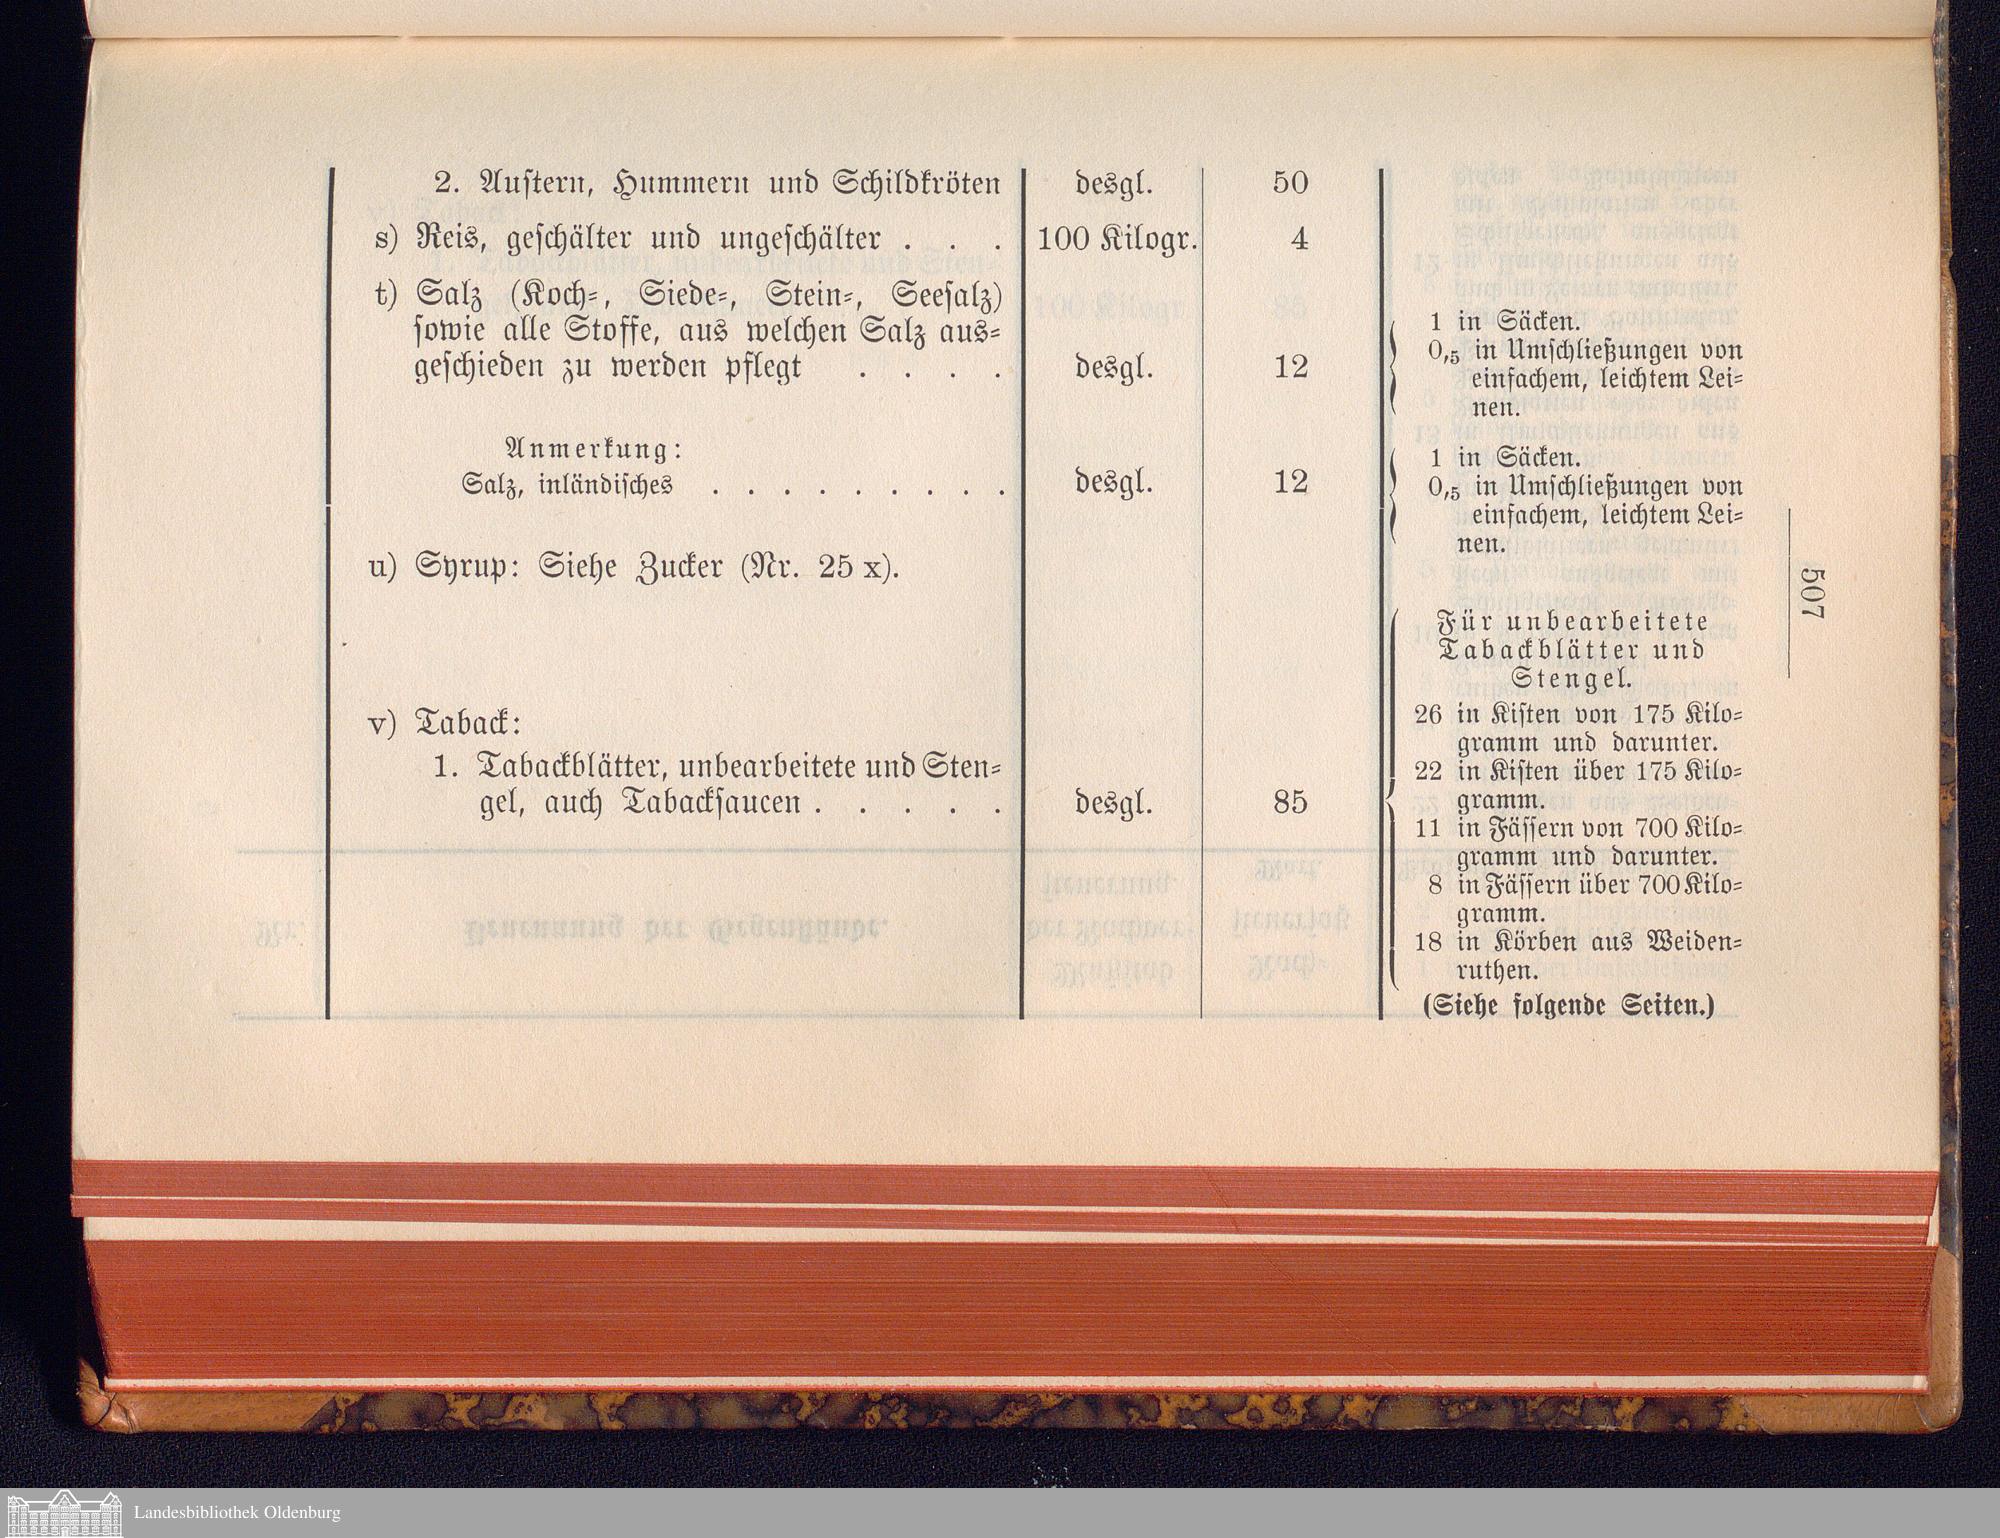 2. Austern, Hummern und Schildkröten desgl. 50
s) Reis, geschälter und ungeschälter . . . 100 Kilogr. 4
t) Salz (Koch-, Siede-, Stein-, Seesalz)
sowie alle Stoffe, aus welchen Salz aus-
geschieden zu werden pflegt . . . . desgl. 12
1 in Säcken.
0,5 in Umschließungen von
einfachem, leichtem Lei-
nen.
Anmerkung:
Salz, inländisches . . . . . . . . . desgl. 12
1 in Säcken.
0,5 in Umschließungen von
einfachem, leichtem Lei-
nen.
u) Syrup: Siehe Zucker (Nr. 25 x).
v) Taback:
1. Tabackblätter, unbearbeitete und Sten-
gel, auch Tabacksaucen . . . . . desgl. 85
Für unbearbeitete
Tabackblätter und
Stengel.
26 in Kisten von 175 Kilo-
gramm und darunter.
22 in Kisten über 175 Kilo-
gramm.
11 in Fässern von 700 Kilo-
gramm und darunter.
8 in Fässern über 700 Kilo-
gramm.
18 in Körben aus Weiden-
ruthen.
(Siehe folgende Seiten.)
507
Landesbibliothek Oldenburg